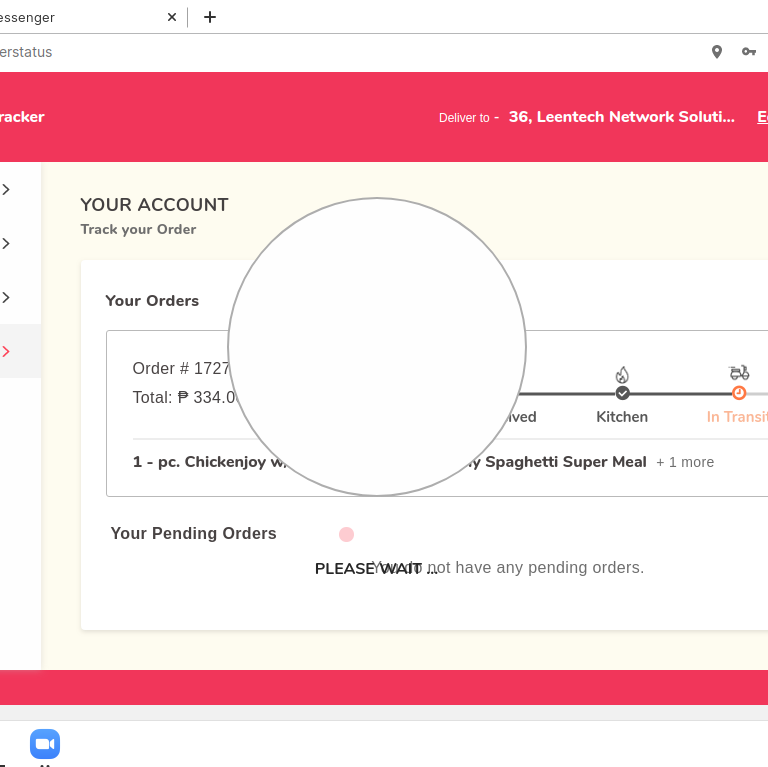 essenger
erstatus
racker
Deliver to - 36, Leentech Network Soluti...
YOUR ACCOUNT
Track your Order
Your Orders
Order # 1727
Total: ₱ 334.0
ived
Kitchen
In Transit
1 - pc. Chickenjoy w/
y Spaghetti Super Meal + 1 more
Your Pending Orders
PLEASE WAIT ...
You do not have any pending orders.